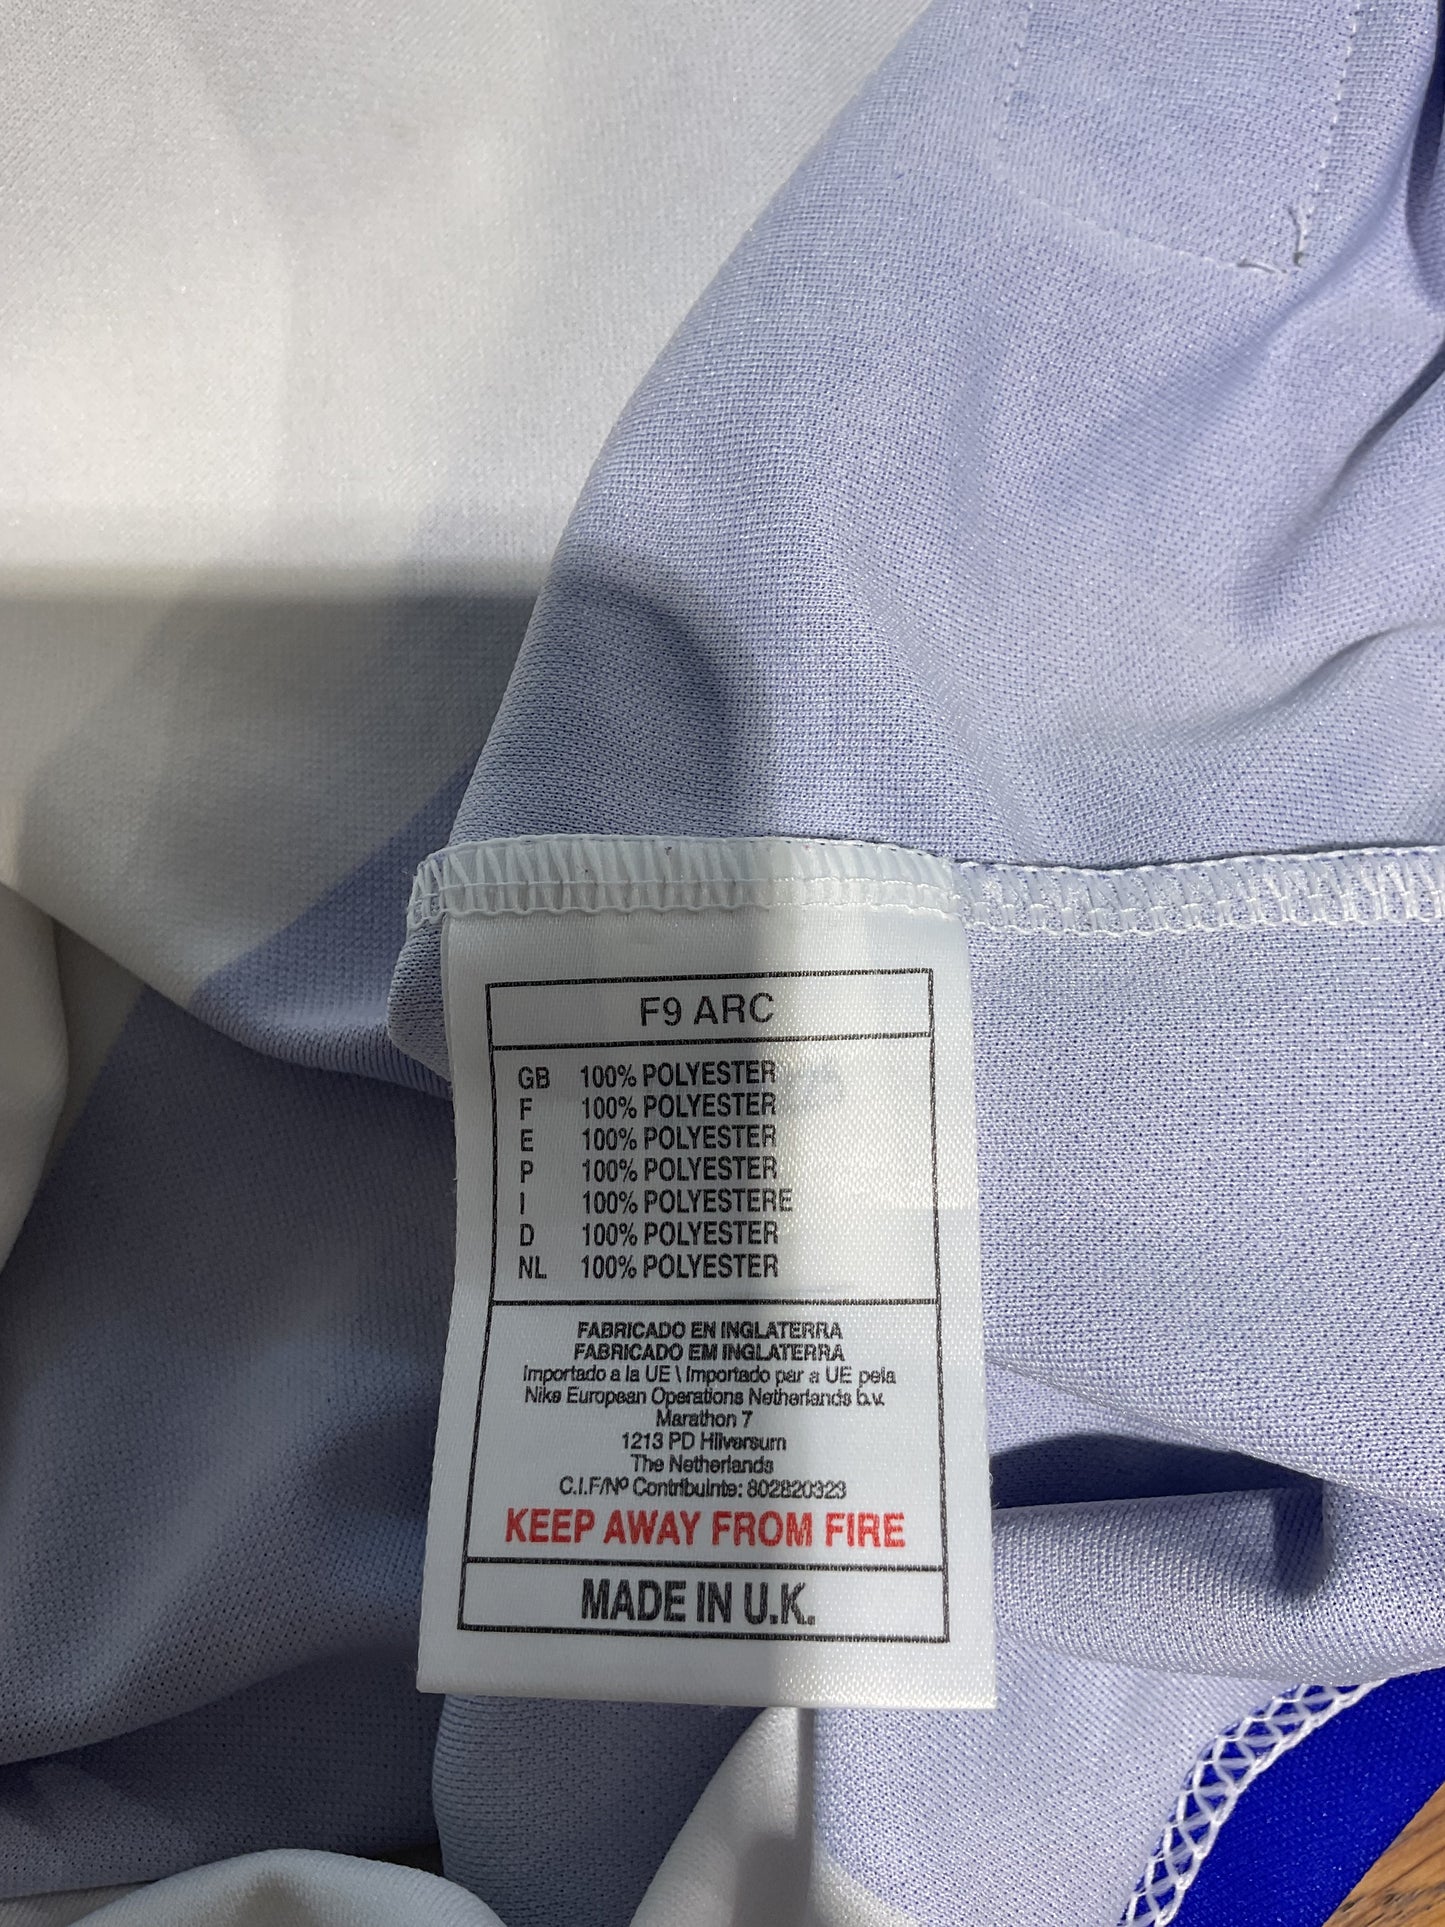 F9 ARC
GB 100% POLYESTER
F 100% POLYESTER
E 100% POLYESTER
P 100% POLYESTER
I 100% POLYESTERE
D 100% POLYESTER
NL 100% POLYESTER
FABRICADO EN INGLATERRA
FABRICADO EM INGLATERRA
Importado a la UE \ Importado par a UE pela
Nike European Operations Netherlands b.v.
Marathon 7
1213 PD Hilversum
The Netherlands
C.I.F/Nº Contribuinte: 802820323
KEEP AWAY FROM FIRE
MADE IN U.K.